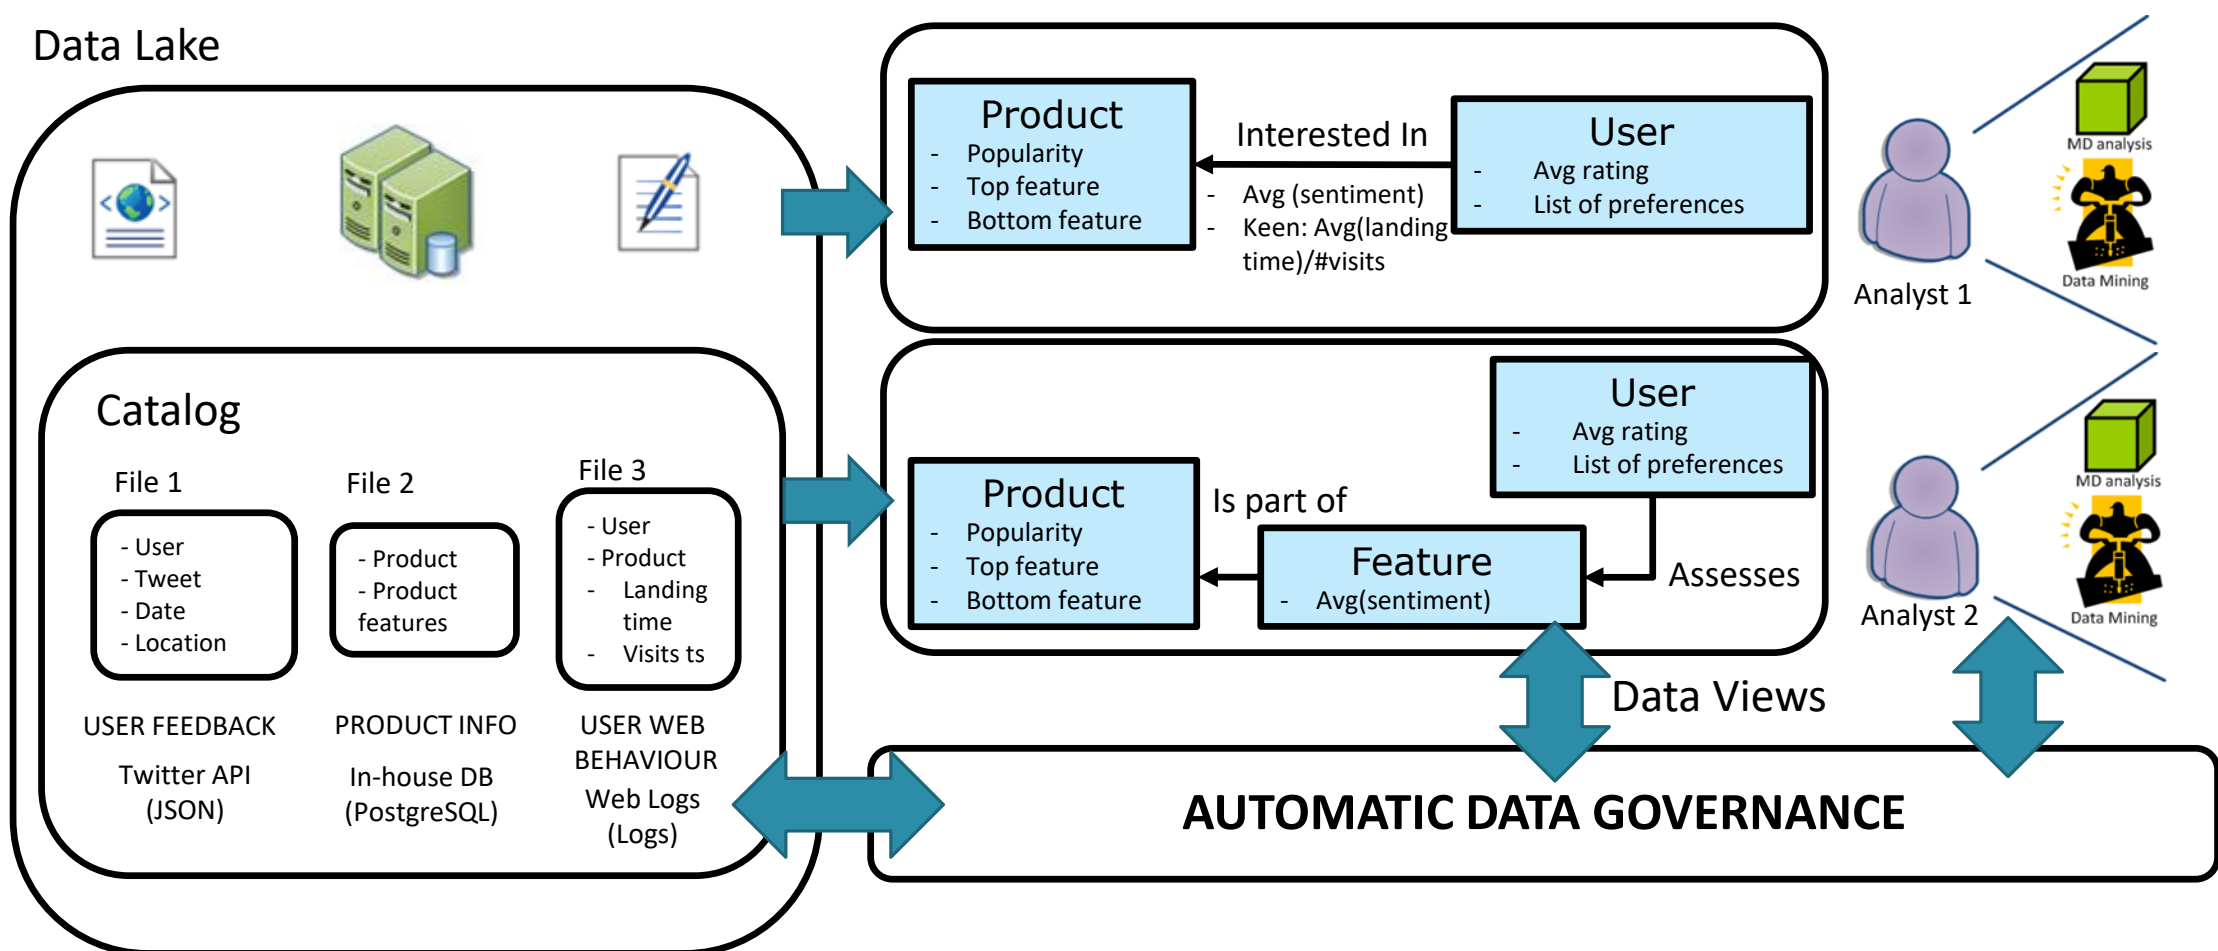 Data Lake
Catalog
File 1
- User
- Tweet
- Date
- Location
USER FEEDBACK
Twitter API
(JSON)
File 2
- Product
- Product
features
PRODUCT INFO
In-house DB
(PostgreSQL)
File 3
- User
- Product
- Landing
time
- Visits ts
USER WEB
BEHAVIOUR
Web Logs
(Logs)
Product
- Popularity
- Top feature
- Bottom feature
Interested In
- Avg (sentiment)
- Keen: Avg(landing
time)/#visits
User
- Avg rating
- List of preferences
Analyst 1
MD analysis
Data Mining
Product
- Popularity
- Top feature
- Bottom feature
Is part of
Feature
- Avg(sentiment)
User
- Avg rating
- List of preferences
Assesses
Analyst 2
MD analysis
Data Mining
Data Views
AUTOMATIC DATA GOVERNANCE